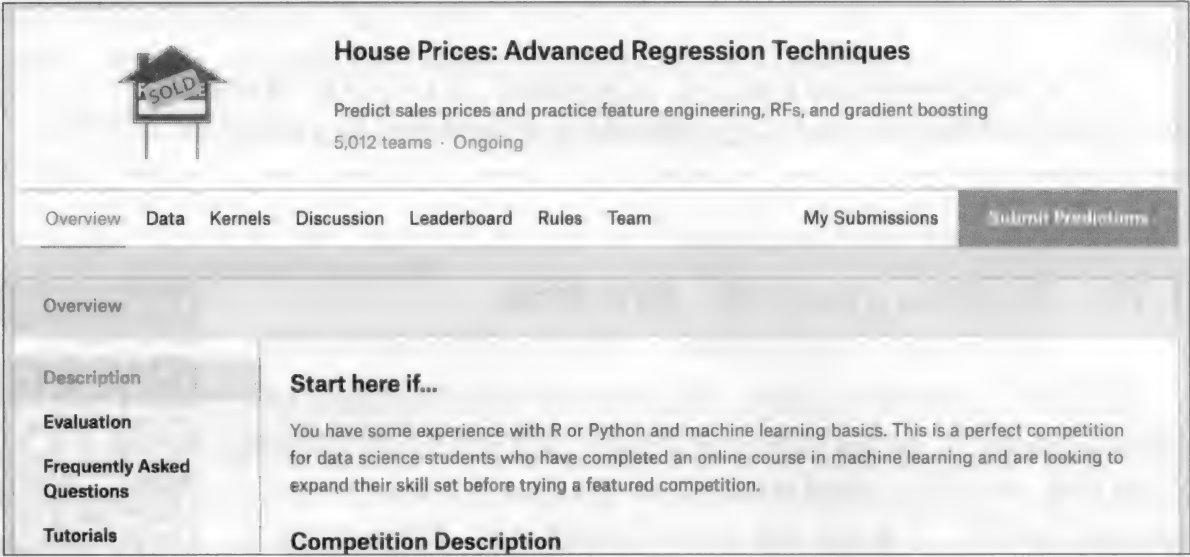 House Prices: Advanced Regression Techniques
SOLD
Predict sales prices and practice feature engineering, RFs, and gradient boosting
5,012 teams · Ongoing
Overview Data Kernels Discussion Leaderboard Rules Team My Submissions Submit Predictions
Overview
Description
Start here if...
Evaluation
You have some experience with R or Python and machine learning basics. This is a perfect competition
Frequently Asked
for data science students who have completed an online course in machine learning and are looking to
Questions
expand their skill set before trying a featured competition.
Tutorials
Competition Description